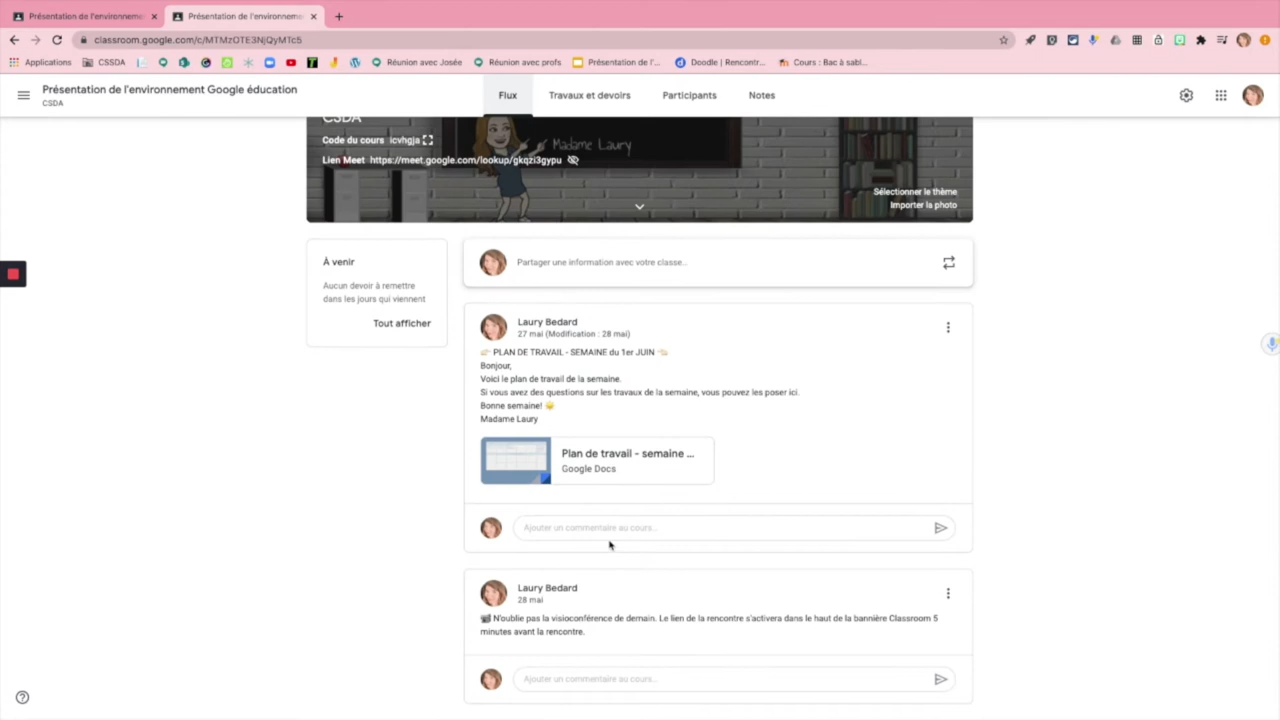 Présentation de l'environneme
Présentation de l'environneme
classroom.google.com/c/MTMzOTE3NjQyMTc5
Applications
CSSDA
Réunion avec Josée
Réunion avec profs
Présentation de l'...
Doodle | Rencontr...
Cours : Bac à sabl...
Présentation de l'environnement Google éducation
CSDA
Flux
Travaux et devoirs
Participants
Notes
CSDA
Code du cours icvhgja
Madame Laury
Lien Meet https://meet.google.com/lookup/gkqzi3gypu
Sélectionner le thème
Importer la photo
À venir
Aucun devoir à remettre
dans les jours qui viennent
Tout afficher
Partager une information avec votre classe...
Laury Bedard
27 mai (Modification : 28 mai)
👉🏻 PLAN DE TRAVAIL - SEMAINE du 1er JUIN 👈🏻
Bonjour,
Voici le plan de travail de la semaine.
Si vous avez des questions sur les travaux de la semaine, vous pouvez les poser ici.
Bonne semaine! 🌞
Madame Laury
Plan de travail - semaine ...
Google Docs
Ajouter un commentaire au cours...
Laury Bedard
28 mai
📹 N'oublie pas la visioconférence de demain. Le lien de la rencontre s'activera dans le haut de la bannière Classroom 5
minutes avant la rencontre.
Ajouter un commentaire au cours...